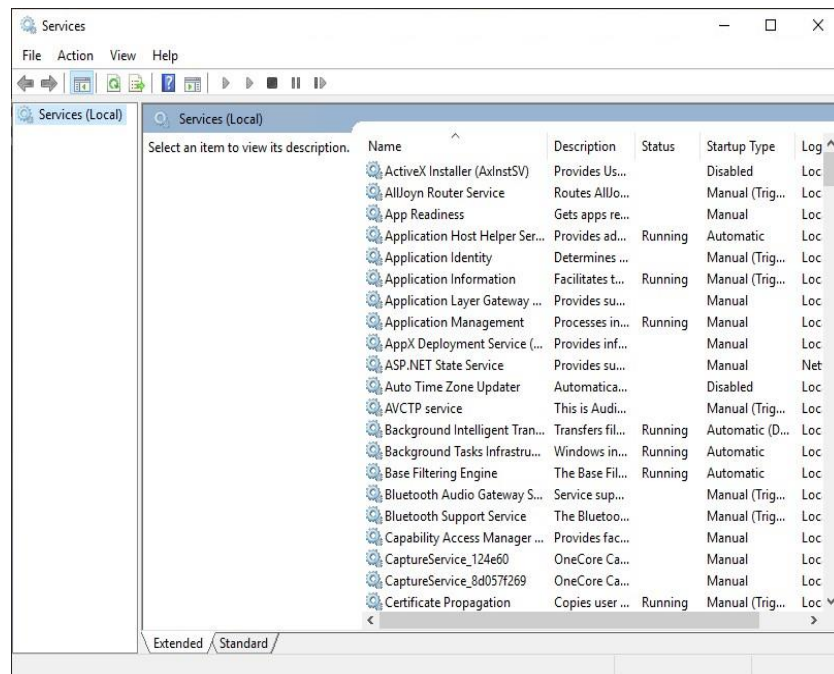 Services
File Action View Help
Services (Local)
Services (Local)
Select an item to view its description.
Name Description Status Startup Type Log
ActiveX Installer (AxInstSV) Provides Us... Disabled Loc
AllJoyn Router Service Routes AllJo... Manual (Trig... Loc
App Readiness Gets apps re... Manual Loc
Application Host Helper Ser... Provides ad... Running Automatic Loc
Application Identity Determines ... Manual (Trig... Loc
Application Information Facilitates t... Running Manual (Trig... Loc
Application Layer Gateway ... Provides su... Manual Loc
Application Management Processes in... Running Manual Loc
AppX Deployment Service (... Provides inf... Manual Loc
ASP.NET State Service Provides su... Manual Net
Auto Time Zone Updater Automatica... Disabled Loc
AVCTP service This is Audi... Manual (Trig... Loc
Background Intelligent Tran... Transfers fil... Running Automatic (D... Loc
Background Tasks Infrastru... Windows in... Running Automatic Loc
Base Filtering Engine The Base Fil... Running Automatic Loc
Bluetooth Audio Gateway S... Service sup... Manual (Trig... Loc
Bluetooth Support Service The Bluetoo... Manual (Trig... Loc
Capability Access Manager ... Provides fac... Manual Loc
CaptureService_124e60 OneCore Ca... Manual Loc
CaptureService_8d057f269 OneCore Ca... Manual Loc
Certificate Propagation Copies user ... Running Manual (Trig... Loc
Extended Standard